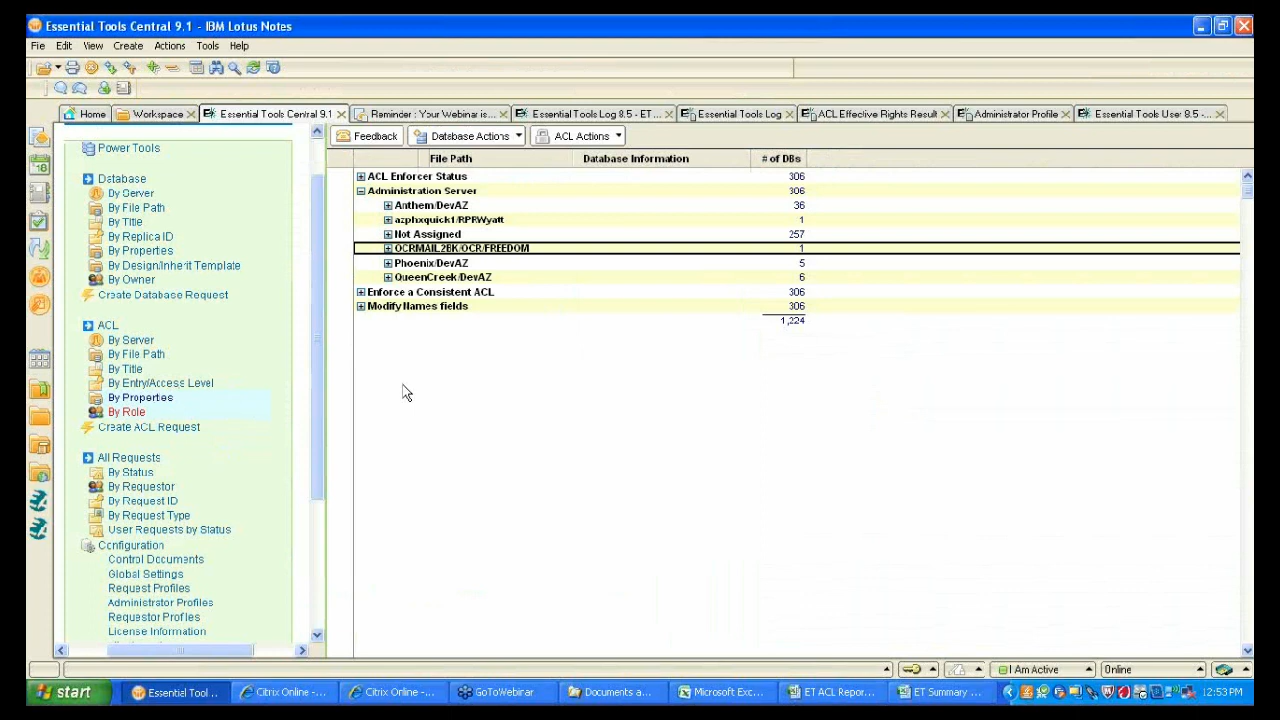 Essential Tools Central 9.1 - IBM Lotus Notes
File Edit View Create Actions Tools Help
Home Workspace Essential Tools Central 9.1 Reminder : Your Webinar is... Essential Tools Log 8.5 - ET ... Essential Tools Log ACL Effective Rights Result Administrator Profile Essential Tools User 8.5 - ...
Feedback Database Actions ACL Actions
File Path Database Information # of DBs
ACL Enforcer Status 306
Administration Server 306
Anthem/DevAZ 36
azphxquick1/RPRWyatt 1
Not Assigned 257
OCRMAIL2BK/OCR/FREEDOM 1
Phoenix/DevAZ 5
QueenCreek/DevAZ 6
Enforce a Consistent ACL 306
Modify Names fields 306
1,224
Power Tools
Database
By Server
By File Path
By Title
By Replica ID
By Properties
By Design/Inherit Template
By Owner
Create Database Request
ACL
By Server
By File Path
By Title
By Entry/Access Level
By Properties
By Role
Create ACL Request
All Requests
By Status
By Requestor
By Request ID
By Request Type
User Requests by Status
Configuration
Control Documents
Global Settings
Request Profiles
Administrator Profiles
Requestor Profiles
License Information
I Am Active Online
start Essential Tool ... Citrix Online -... Citrix Online -... GoToWebinar Documents a... Microsoft Exc... ET ACL Repor... ET Summary ... 12:53 PM